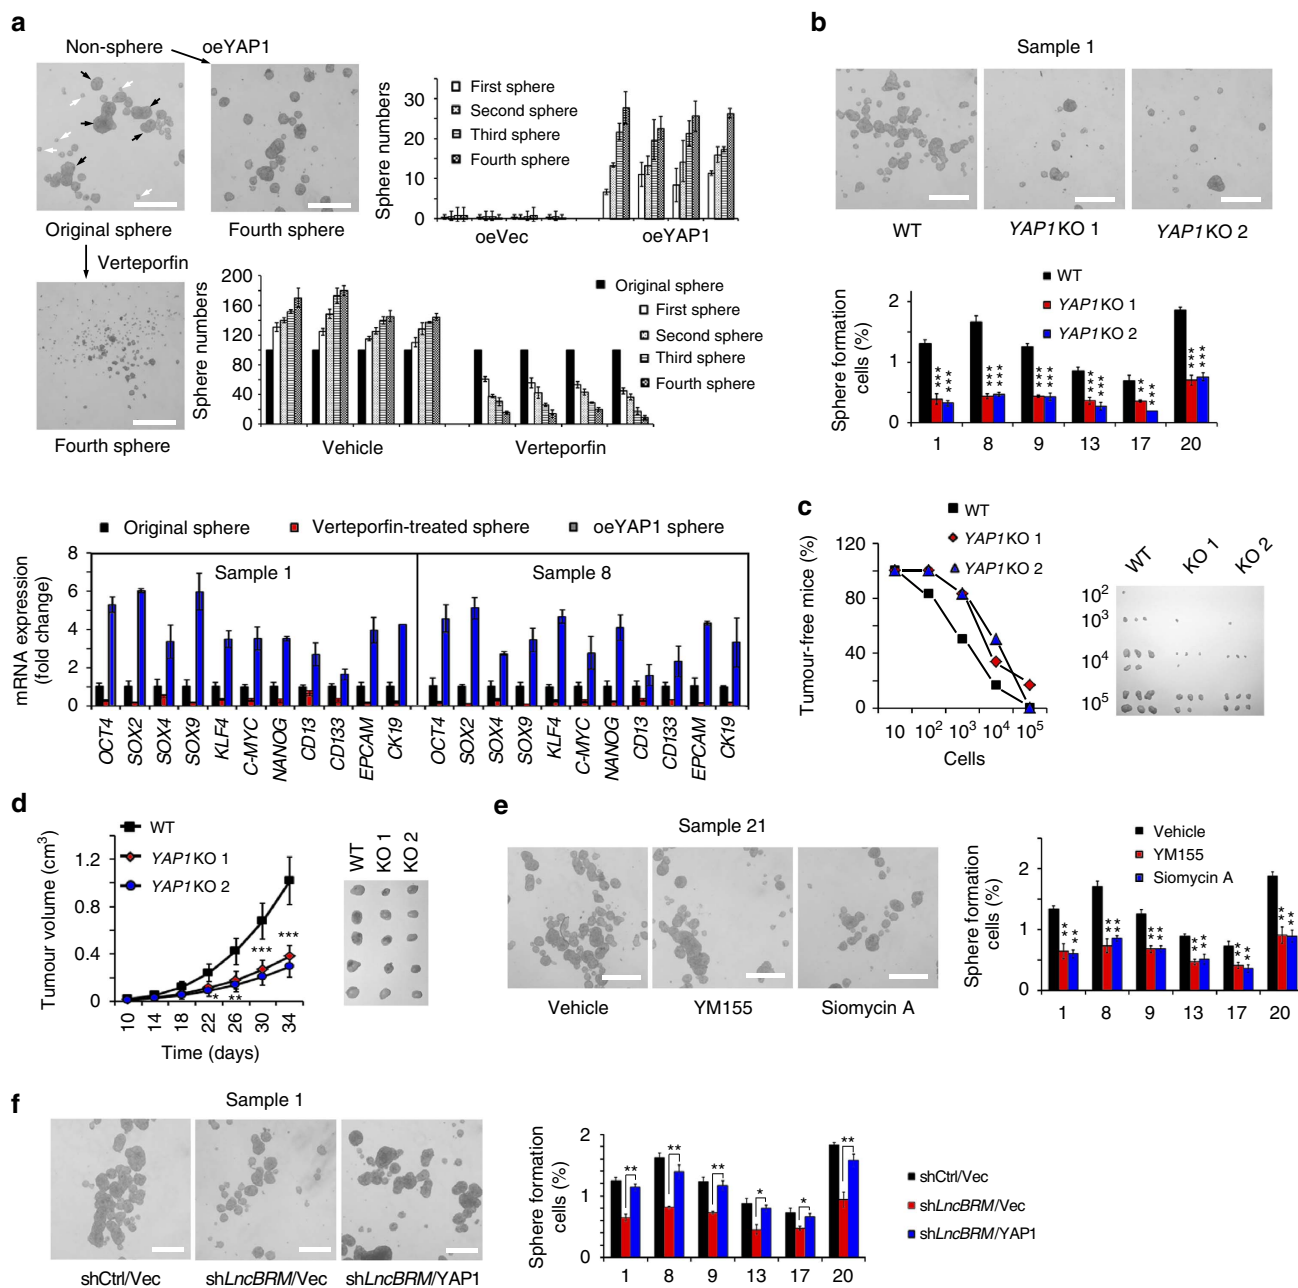 a
Non-sphere
oeYAP1
Original sphere
Fourth sphere
Verteporfin
Fourth sphere
Sphere numbers
30
20
10
0
First sphere
Second sphere
Third sphere
Fourth sphere
oeVec
oeYAP1
Sphere numbers
200
160
120
80
40
0
Original sphere
First sphere
Second sphere
Third sphere
Fourth sphere
Vehicle
Verteporfin
Original sphere
Verteporfin-treated sphere
oeYAP1 sphere
mRNA expression
(fold change)
8
6
4
2
0
Sample 1
Sample 8
OCT4 SOX2 SOX4 SOX9 KLF4 C-MYC NANOG CD13 CD133 EPCAM CK19
OCT4 SOX2 SOX4 SOX9 KLF4 C-MYC NANOG CD13 CD133 EPCAM CK19
b
Sample 1
WT
YAP1 KO 1
YAP1 KO 2
WT
YAP1 KO 1
YAP1 KO 2
Sphere formation
cells (%)
2
1
0
*** *** *** *** *** *** *** *** ** *** *** ***
1 8 9 13 17 20
c
WT
YAP1 KO 1
YAP1 KO 2
Tumour-free mice (%)
120
80
40
0
10 10² 10³ 10⁴ 10⁵
Cells
WT KO 1 KO 2
10²
10³
10⁴
10⁵
d
WT
YAP1 KO 1
YAP1 KO 2
Tumour volume (cm³)
1.2
0.8
0.4
0
* ** *** ***
10 14 18 22 26 30 34
Time (days)
WT KO 1 KO 2
e
Sample 21
Vehicle
YM155
Siomycin A
Vehicle
YM155
Siomycin A
Sphere formation
cells (%)
2
1
0
** ** ** ** ** ** ** ** ** ** ** **
1 8 9 13 17 20
f
Sample 1
shCtrl/Vec
shLncBRM/Vec
shLncBRM/YAP1
Sphere formation
cells (%)
2
1
0
** ** ** * * **
1 8 9 13 17 20
shCtrl/Vec
shLncBRM/Vec
shLncBRM/YAP1